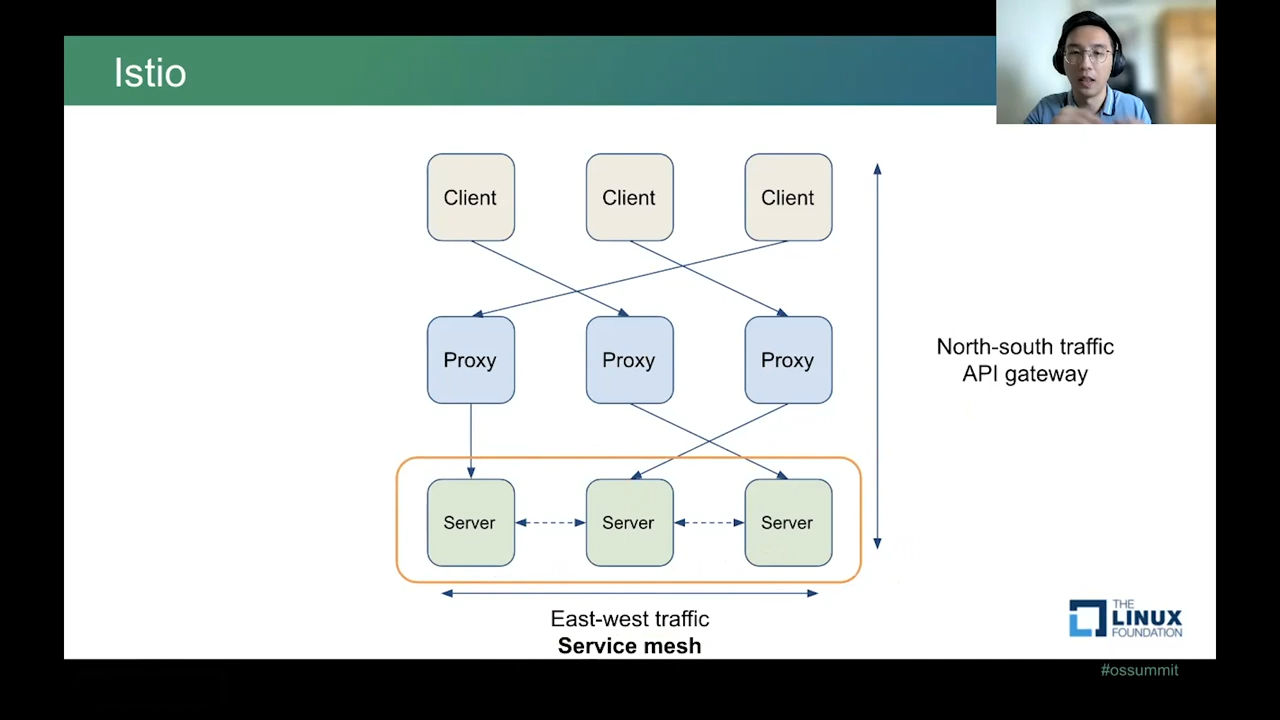 Istio
Client
Client
Client
Proxy
Proxy
Proxy
North-south traffic
API gateway
Server
Server
Server
East-west traffic
Service mesh
THE
LINUX
FOUNDATION
#ossummit